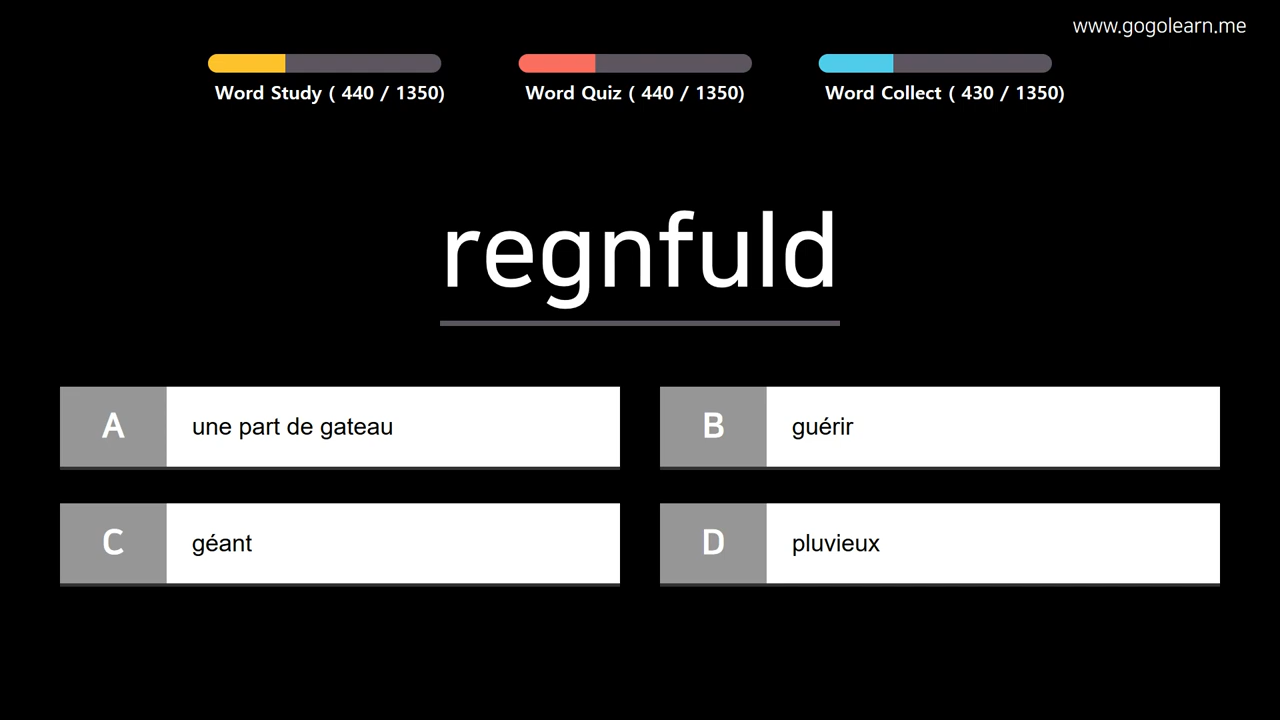 www.gogolearn.me
Word Study ( 440 / 1350)
Word Quiz ( 440 / 1350)
Word Collect ( 430 / 1350)
regnfuld
A une part de gateau
B guérir
C géant
D pluvieux